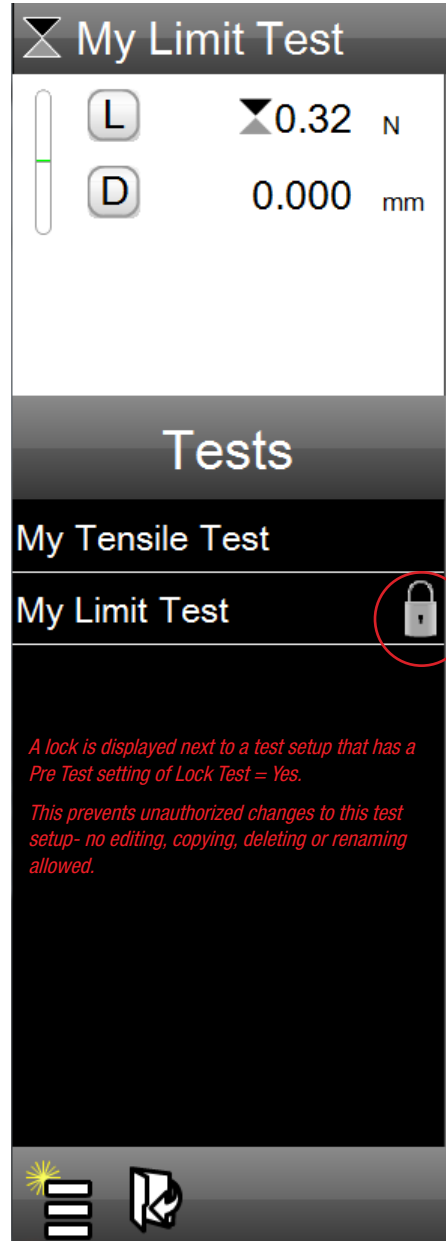 My Limit Test
L 0.32 N
D 0.000 mm
Tests
My Tensile Test
My Limit Test
A lock is displayed next to a test setup that has a
Pre Test setting of Lock Test = Yes.
This prevents unauthorized changes to this test
setup- no editing, copying, deleting or renaming
allowed.